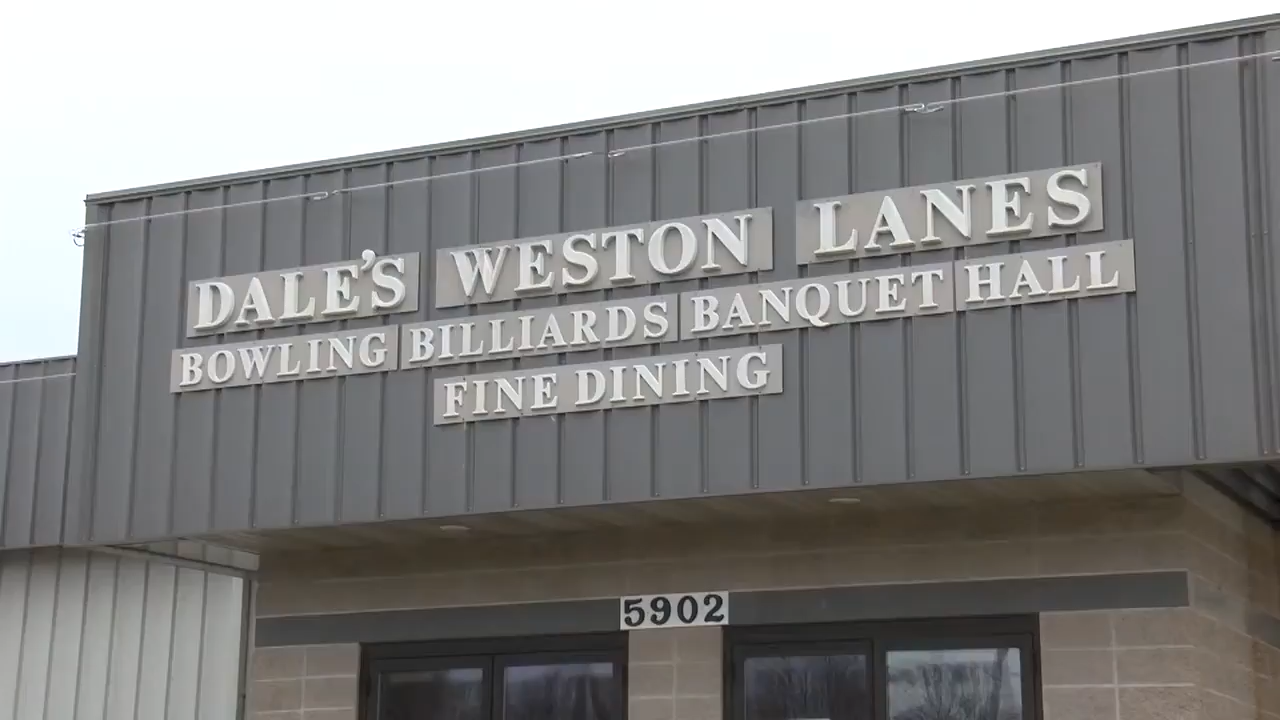 DALE'S WESTON LANES
BOWLING BILLIARDS BANQUET HALL
FINE DINING
5902